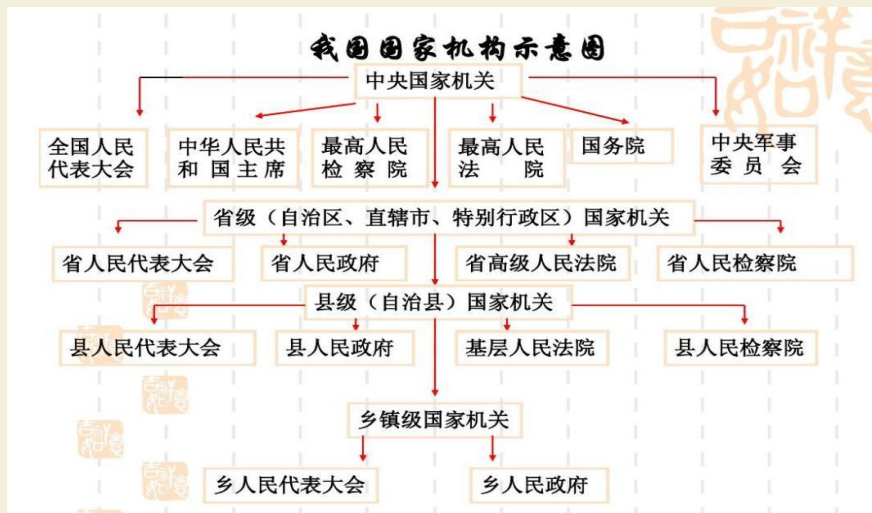 我国国家机构示意图
中央国家机关
全国人民
代表大会
中华人民共
和国主席
最高人民
检察院
最高人民
法院
国务院
中央军事
委员会
省级（自治区、直辖市、特别行政区）国家机关
省人民代表大会
省人民政府
省高级人民法院
省人民检察院
县级（自治县）国家机关
县人民代表大会
县人民政府
基层人民法院
县人民检察院
乡镇级国家机关
乡人民代表大会
乡人民政府